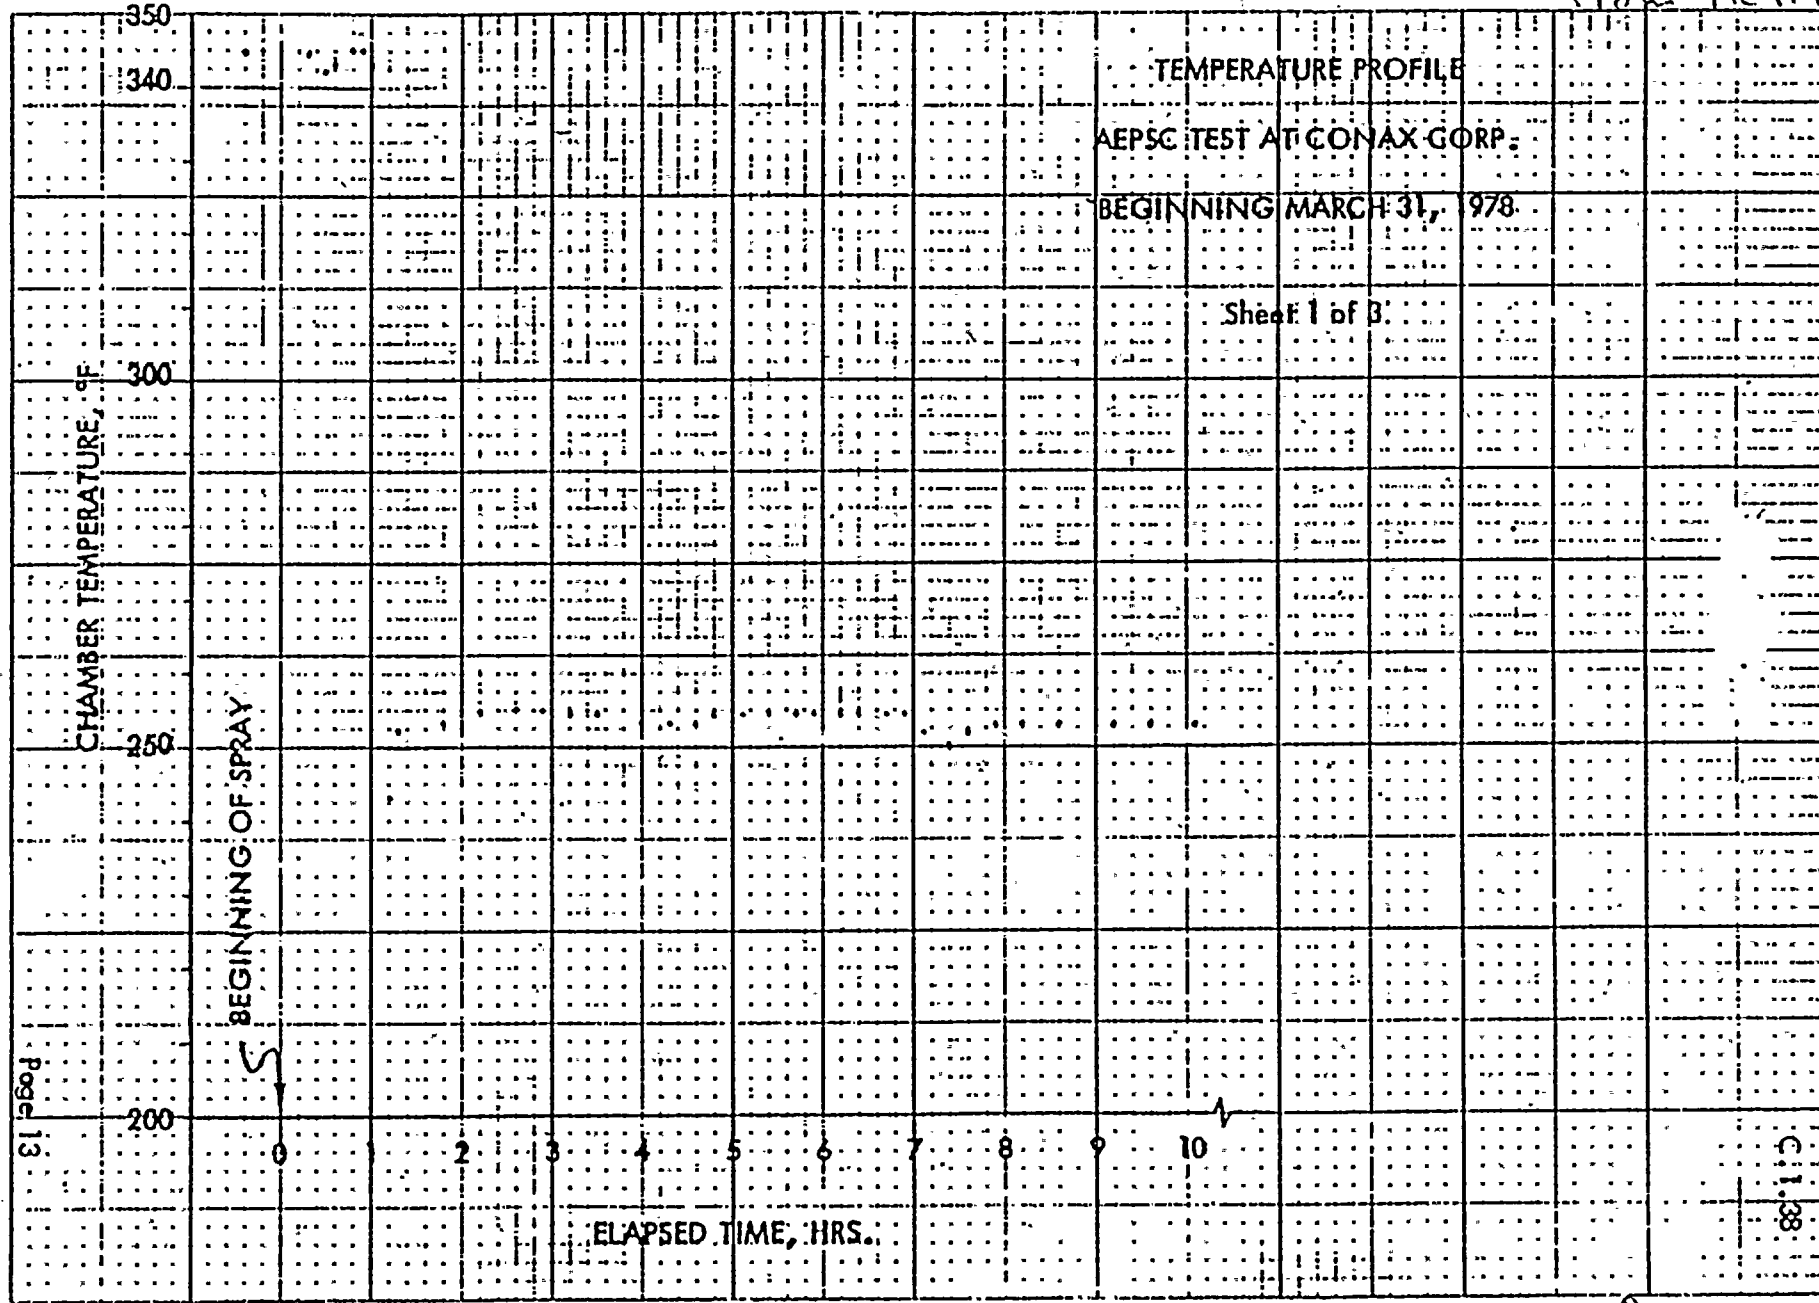 TEMPERATURE PROFILE
AEPSC TEST AT CONAX CORP.
BEGINNING MARCH 31, 1978
Sheet 1 of 3
CHAMBER TEMPERATURE, °F
350
340
300
250
200
BEGINNING OF SPRAY
0 1 2 3 4 5 6 7 8 9 10
ELAPSED TIME, HRS.
Page 13
C.1.38